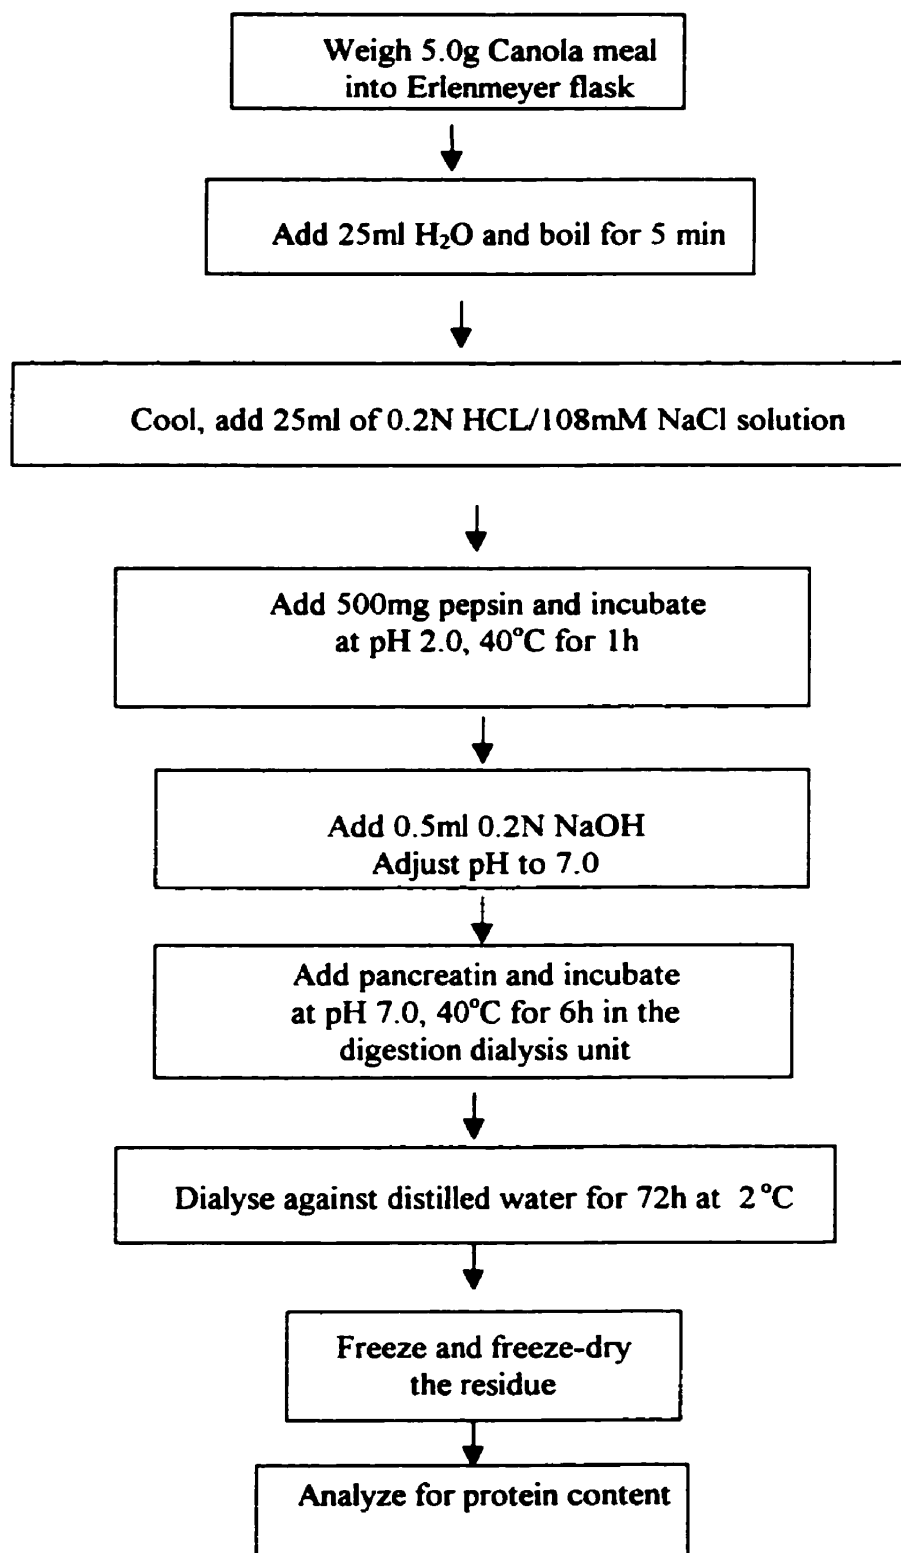 Weigh 5.0g Canola meal
into Erlenmeyer flask
Add 25ml H₂O and boil for 5 min
Cool, add 25ml of 0.2N HCL/108mM NaCl solution
Add 500mg pepsin and incubate
at pH 2.0, 40°C for 1h
Add 0.5ml 0.2N NaOH
Adjust pH to 7.0
Add pancreatin and incubate
at pH 7.0, 40°C for 6h in the
digestion dialysis unit
Dialyse against distilled water for 72h at 2°C
Freeze and freeze-dry
the residue
Analyze for protein content